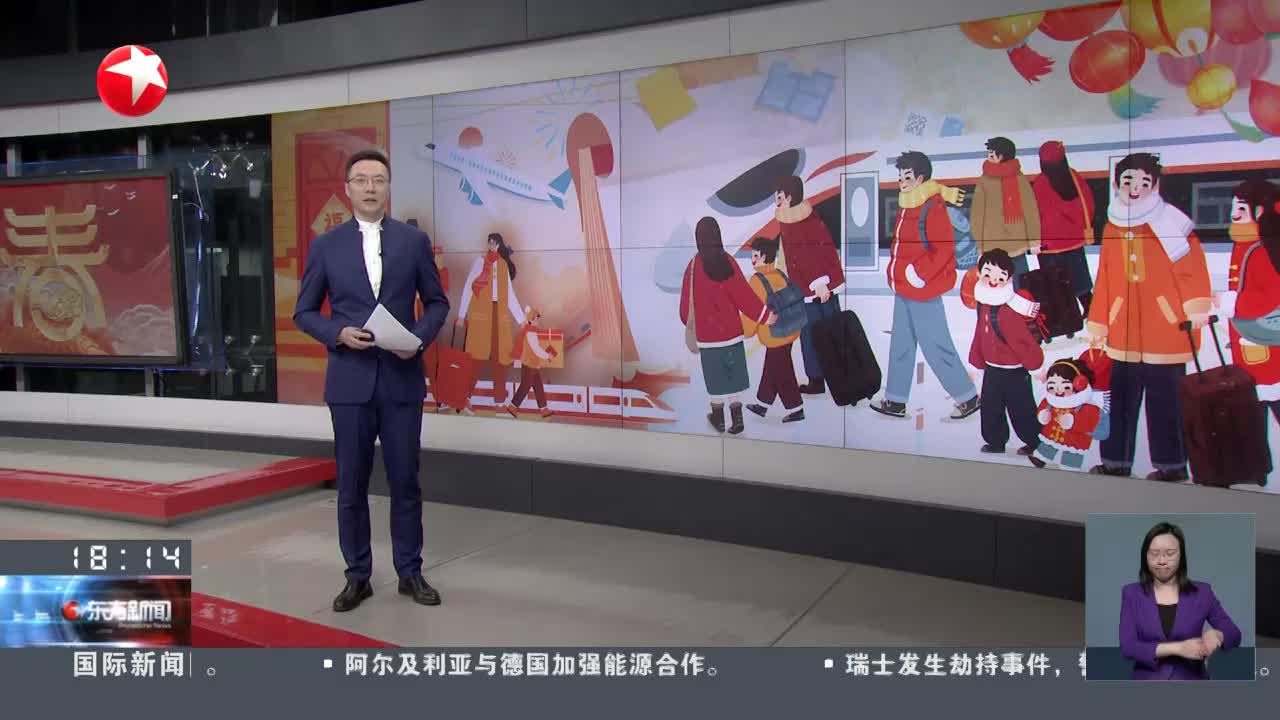 春
福
18:14
东方新闻
国际新闻 。
▪ 阿尔及利亚与德国加强能源合作。
▪ 瑞士发生劫持事件，